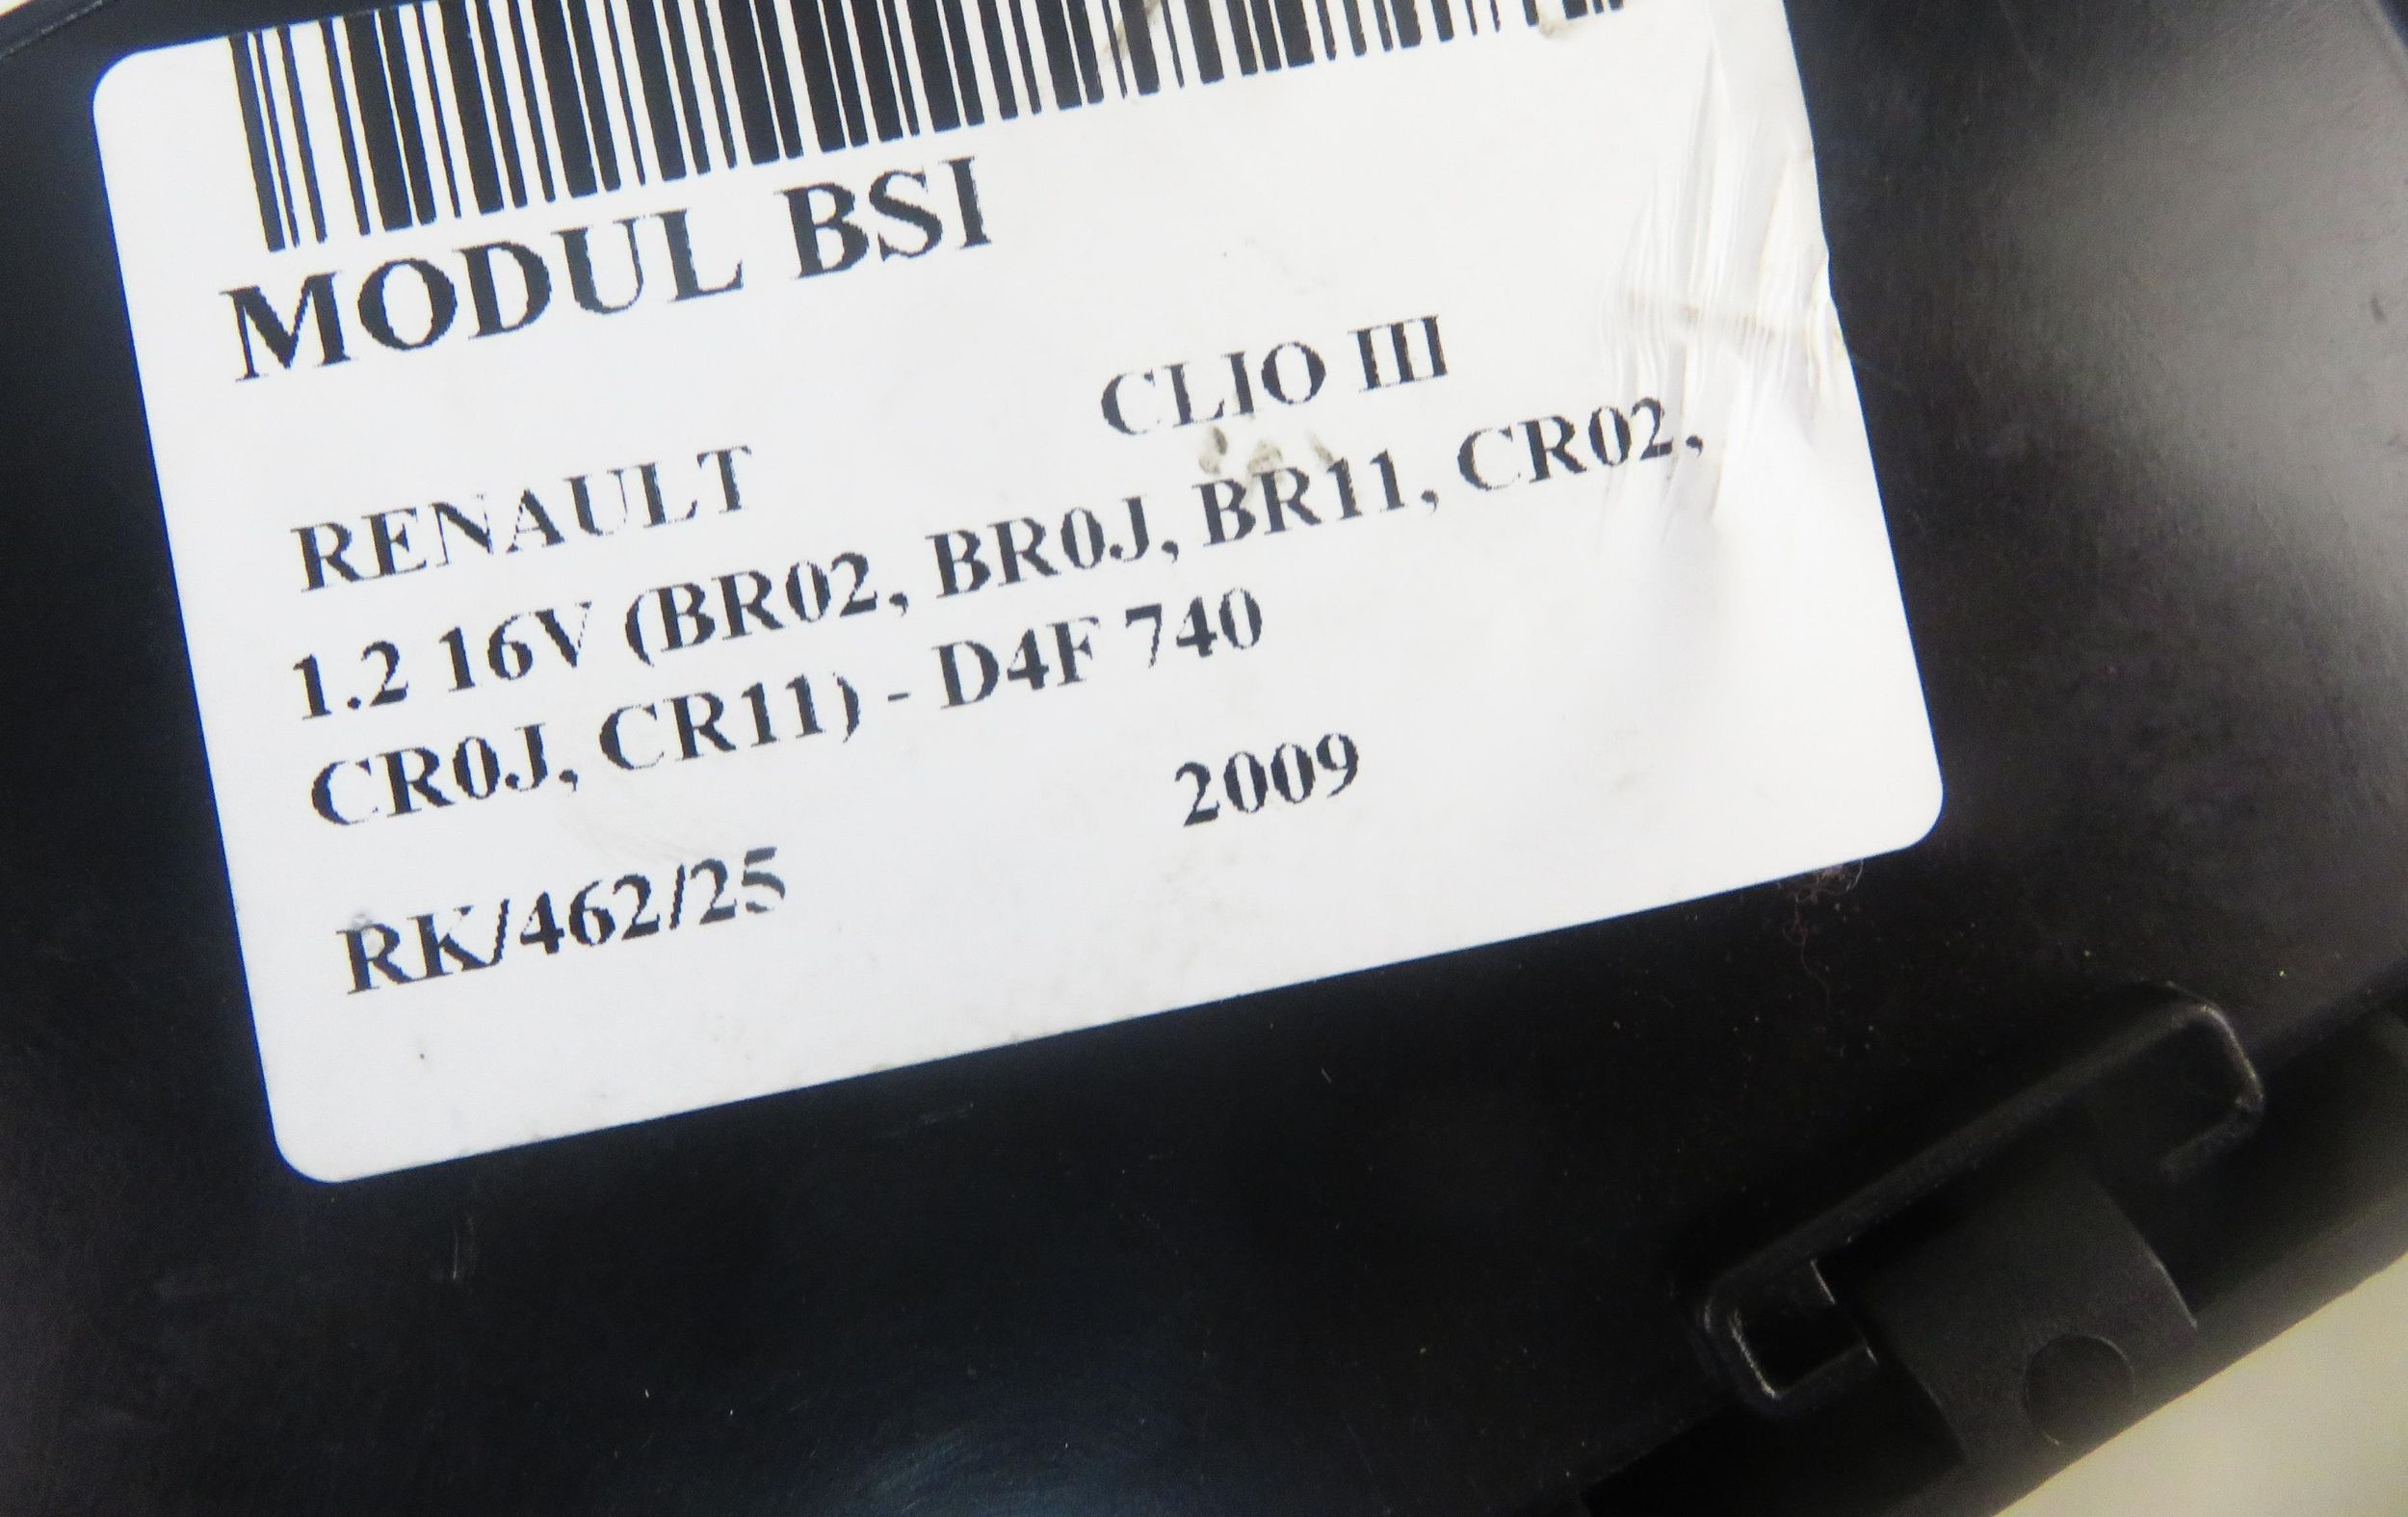 MODUL BSI
RENAULT CLIO III
1.2 16V (BR02, BR0J, BR11, CR02,
CR0J, CR11) - D4F 740
RK/462/25 2009